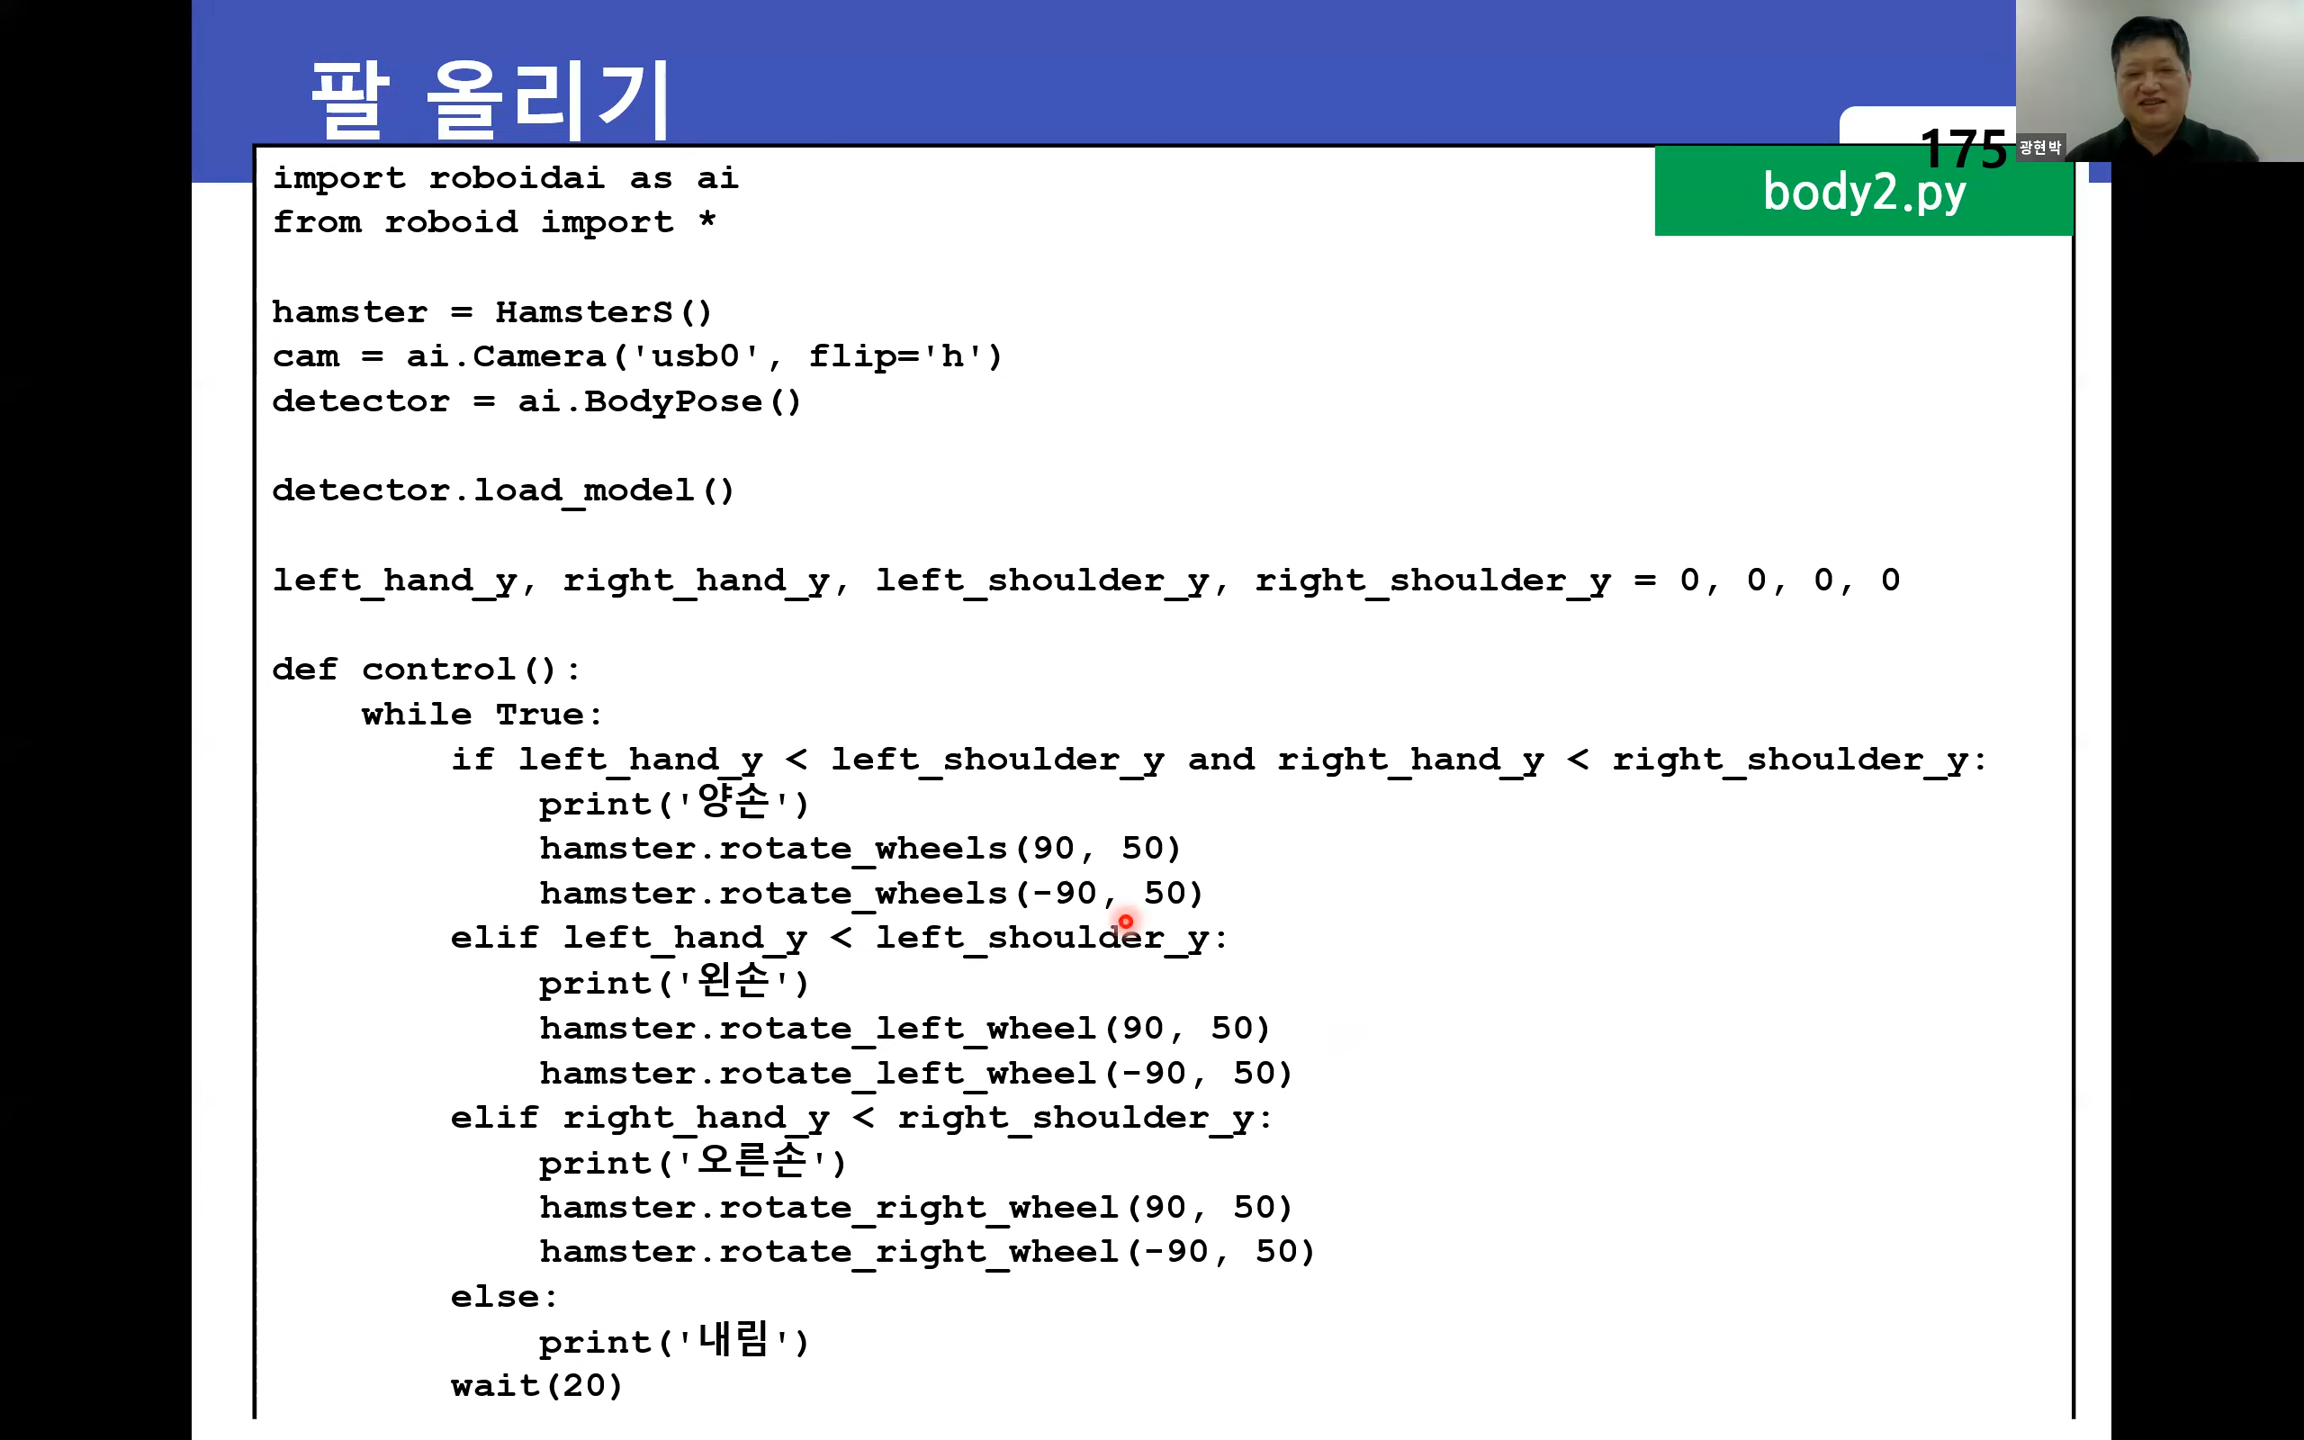 팔 올리기
175
광현박
body2.py
import roboidai as ai
from roboid import *
hamster = HamsterS()
cam = ai.Camera('usb0', flip='h')
detector = ai.BodyPose()
detector.load_model()
left_hand_y, right_hand_y, left_shoulder_y, right_shoulder_y = 0, 0, 0, 0
def control():
    while True:
        if left_hand_y < left_shoulder_y and right_hand_y < right_shoulder_y:
            print('양손')
            hamster.rotate_wheels(90, 50)
            hamster.rotate_wheels(-90, 50)
        elif left_hand_y < left_shoulder_y:
            print('왼손')
            hamster.rotate_left_wheel(90, 50)
            hamster.rotate_left_wheel(-90, 50)
        elif right_hand_y < right_shoulder_y:
            print('오른손')
            hamster.rotate_right_wheel(90, 50)
            hamster.rotate_right_wheel(-90, 50)
        else:
            print('내림')
        wait(20)